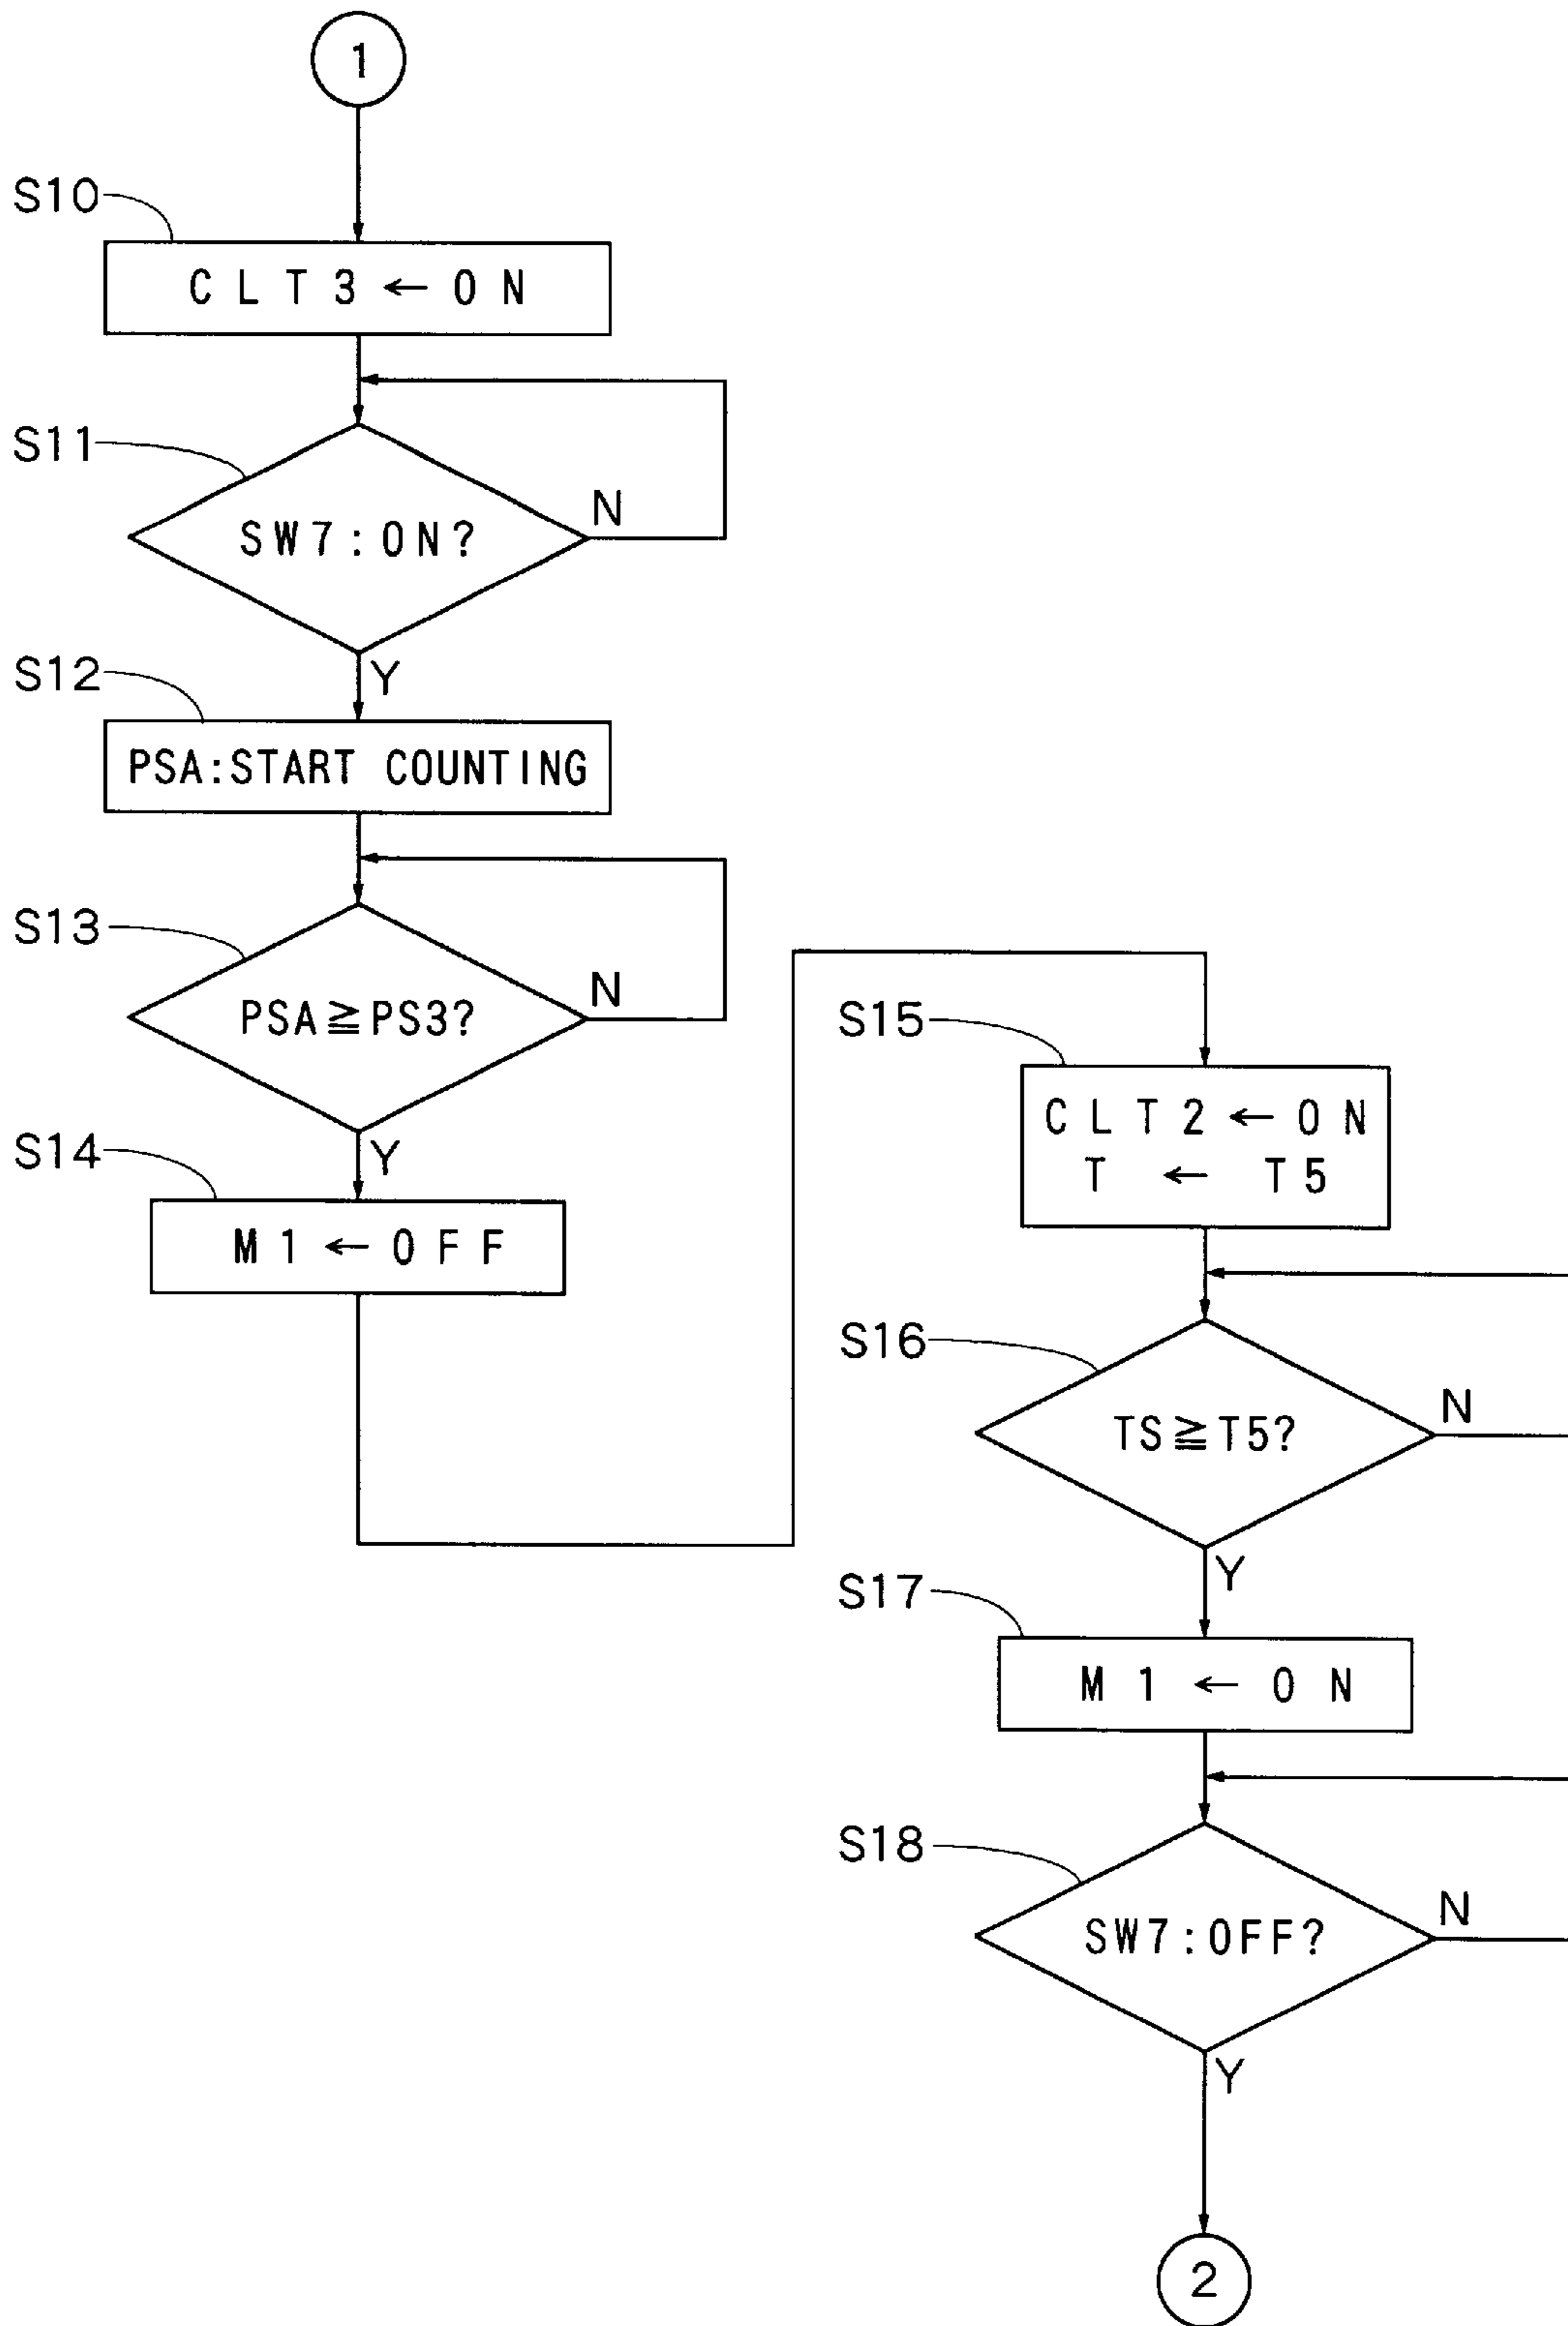 1
S10
CLT3 ← ON
S11
SW7:ON?
N
Y
S12
PSA:START COUNTING
S13
PSA≧PS3?
N
Y
S14
M1 ← OFF
S15
CLT2 ← ON
T ← T5
S16
TS≧T5?
N
Y
S17
M1 ← ON
S18
SW7:OFF?
N
Y
2